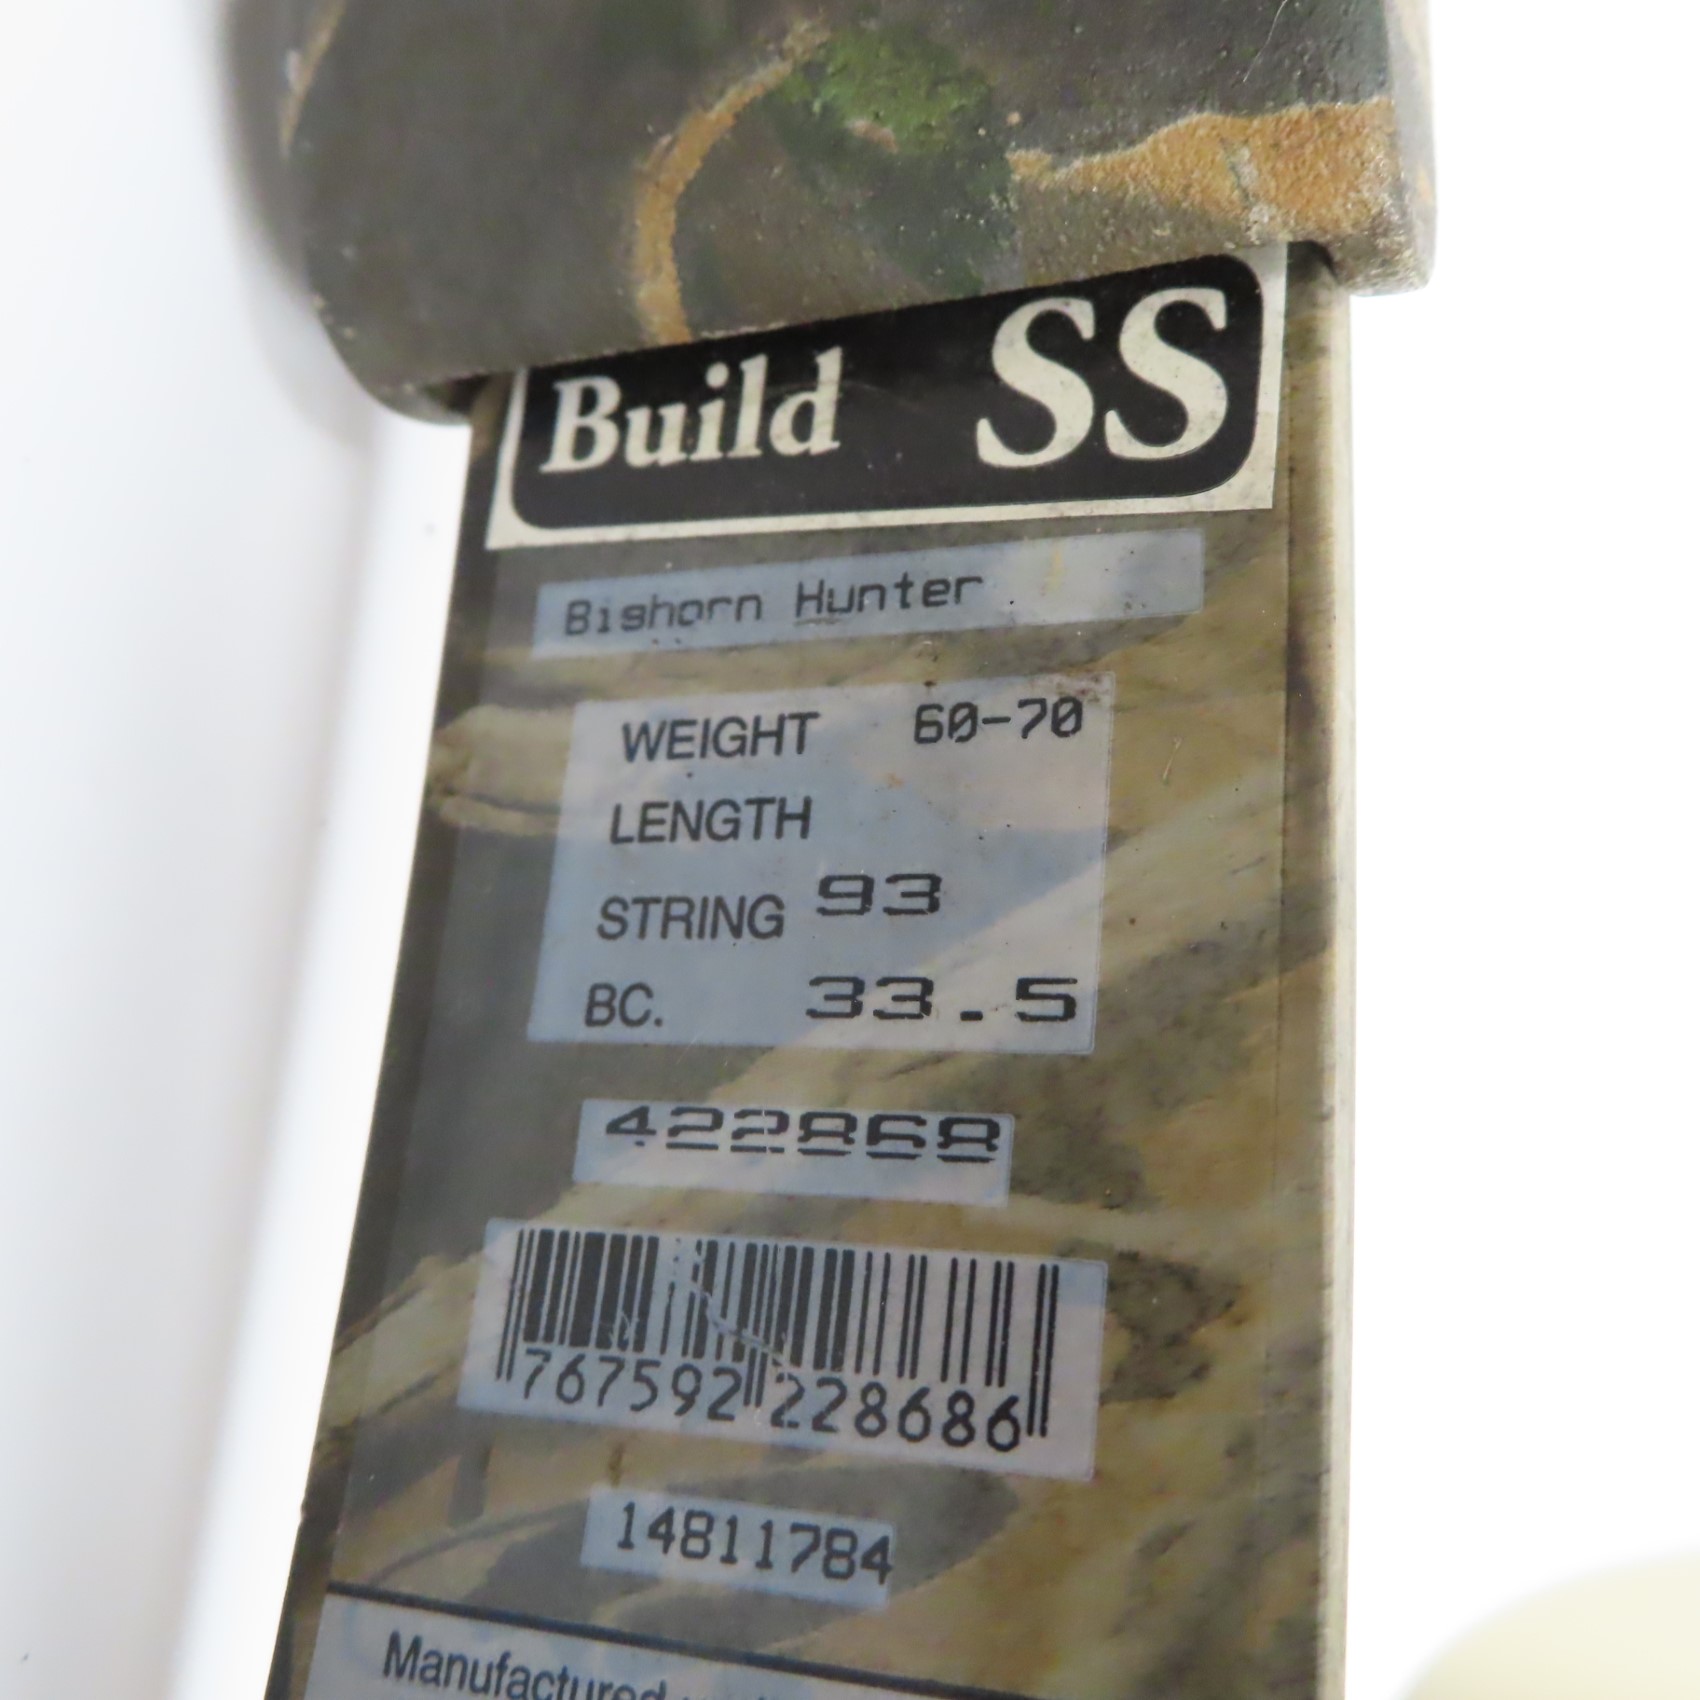 Build SS
Bighorn Hunter
WEIGHT 60-70
LENGTH
STRING 93
BC. 33.5
422868
767592 228686
14811784
Manufactured